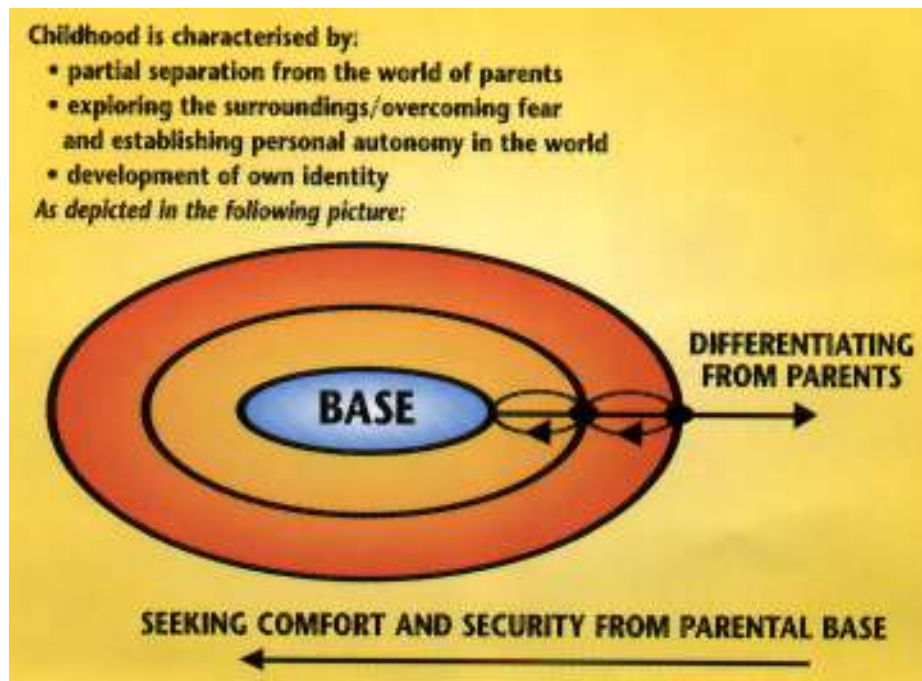 Childhood is characterised by:
• partial separation from the world of parents
• exploring the surroundings/overcoming fear
and establishing personal autonomy in the world
• development of own identity
As depicted in the following picture:
BASE
DIFFERENTIATING
FROM PARENTS
SEEKING COMFORT AND SECURITY FROM PARENTAL BASE